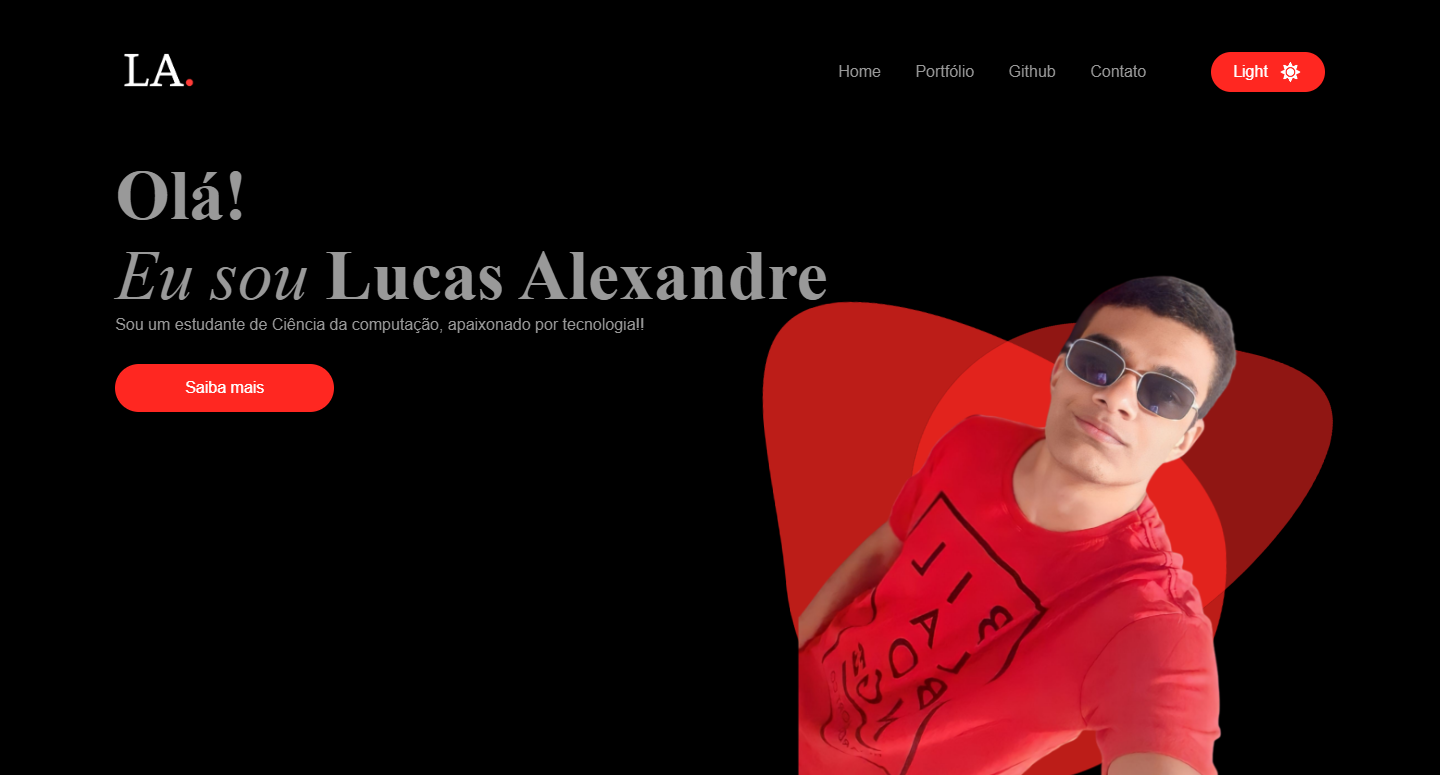 LA.
Home Portfólio Github Contato Light
Olá!
Eu sou Lucas Alexandre
Sou um estudante de Ciência da computação, apaixonado por tecnologia!!
Saiba mais